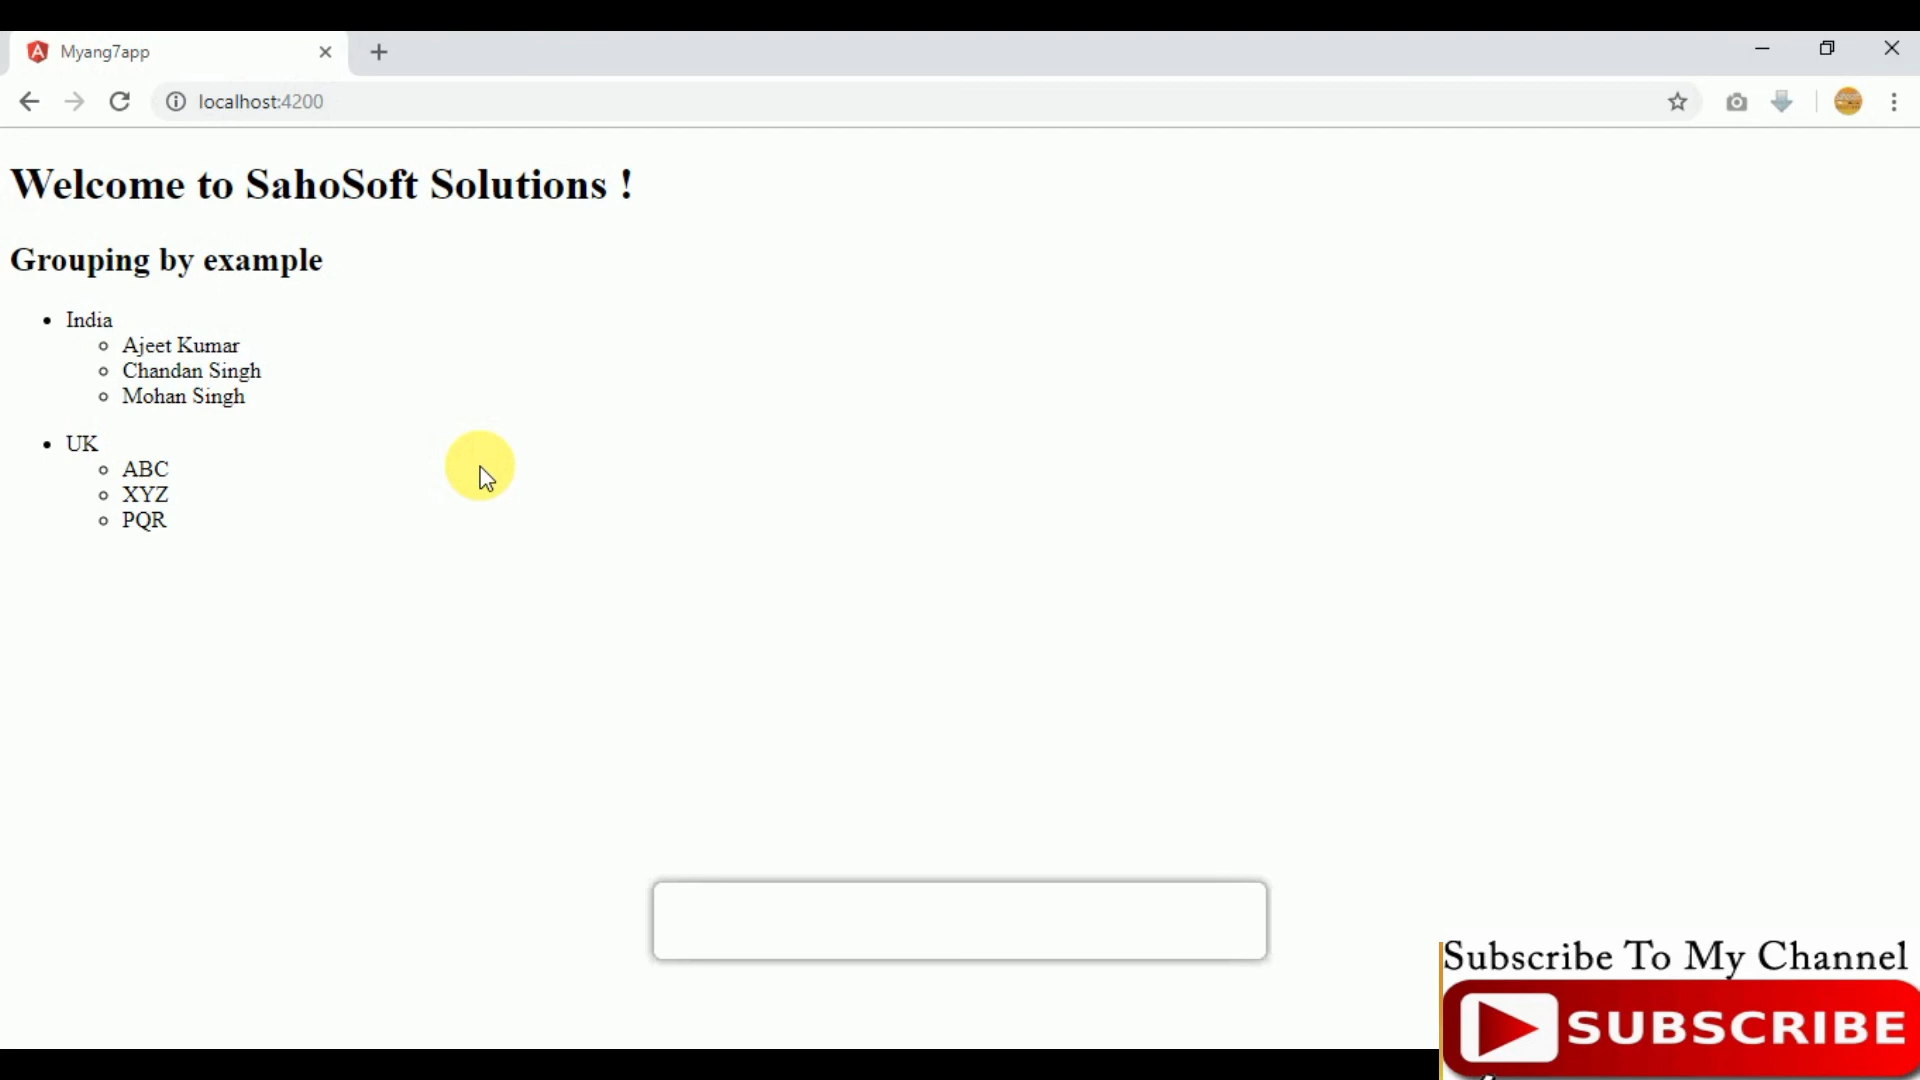 Myang7app
localhost:4200
Welcome to SahoSoft Solutions !
Grouping by example
India
Ajeet Kumar
Chandan Singh
Mohan Singh
UK
ABC
XYZ
PQR
Subscribe To My Channel
SUBSCRIBE